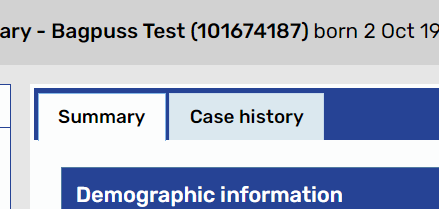 ary - Bagpuss Test (101674187) born 2 Oct 19
Summary Case history
Demographic information